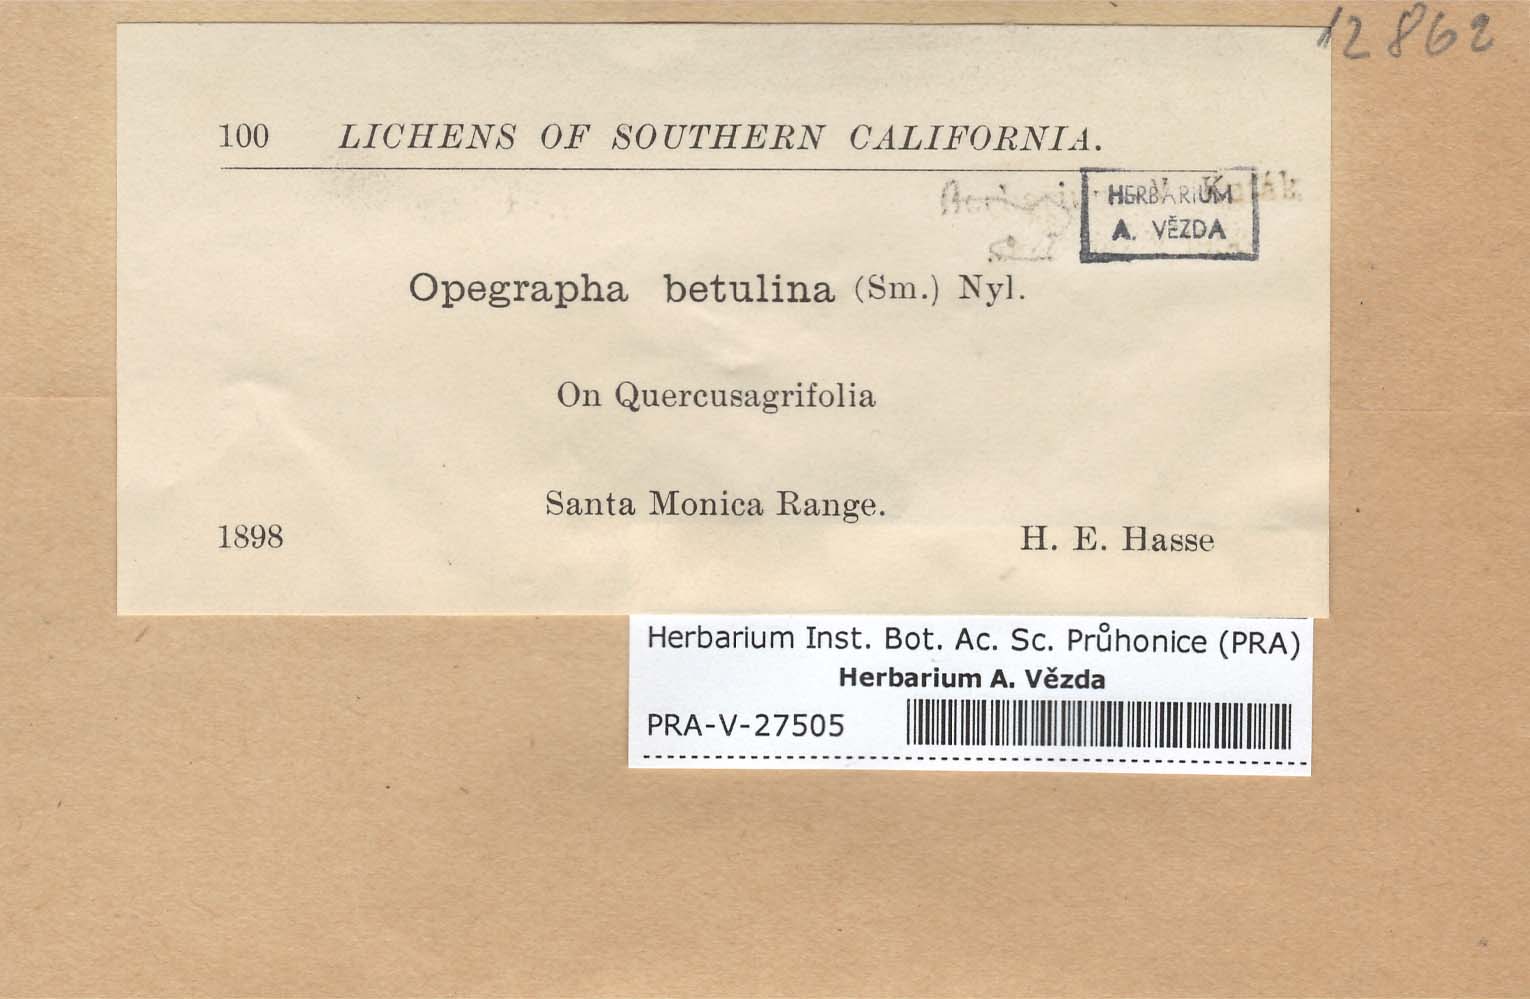 12862
100 LICHENS OF SOUTHERN CALIFORNIA.
HERBARIUM
A. VĚZDA
Opegrapha betulina (Sm.) Nyl.
On Quercusagrifolia
Santa Monica Range.
1898 H. E. Hasse
Herbarium Inst. Bot. Ac. Sc. Průhonice (PRA)
Herbarium A. Vězda
PRA-V-27505